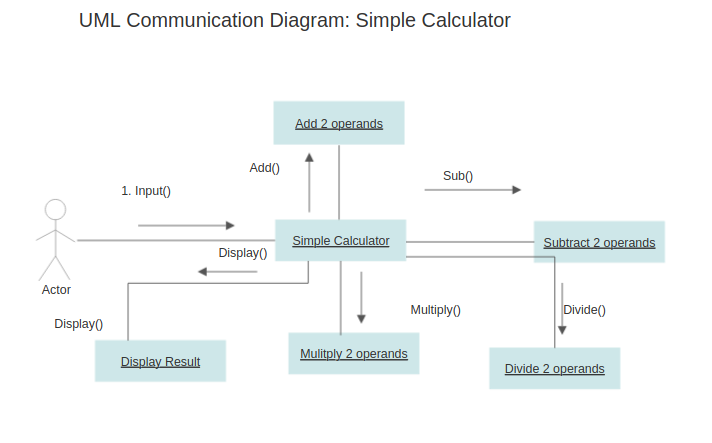 UML Communication Diagram: Simple Calculator
Add 2 operands
Add()
Sub()
1. Input()
Simple Calculator
Subtract 2 operands
Display()
Actor
Multiply()
Divide()
Display()
Mulitply 2 operands
Display Result
Divide 2 operands